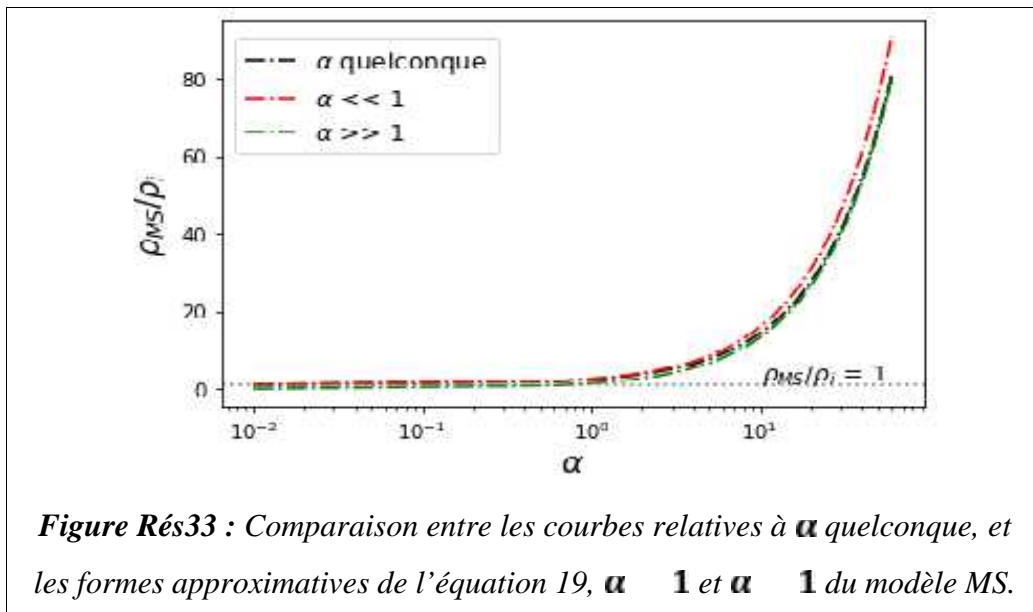 α quelconque
α << 1
α >> 1
80
60
40
20
0
ρMS/ρi
ρMS/ρi = 1
10⁻² 10⁻¹ 10⁰ 10¹
α
Figure Rés33 : Comparaison entre les courbes relatives à α quelconque, et
les formes approximatives de l’équation 19, α 1 et α 1 du modèle MS.